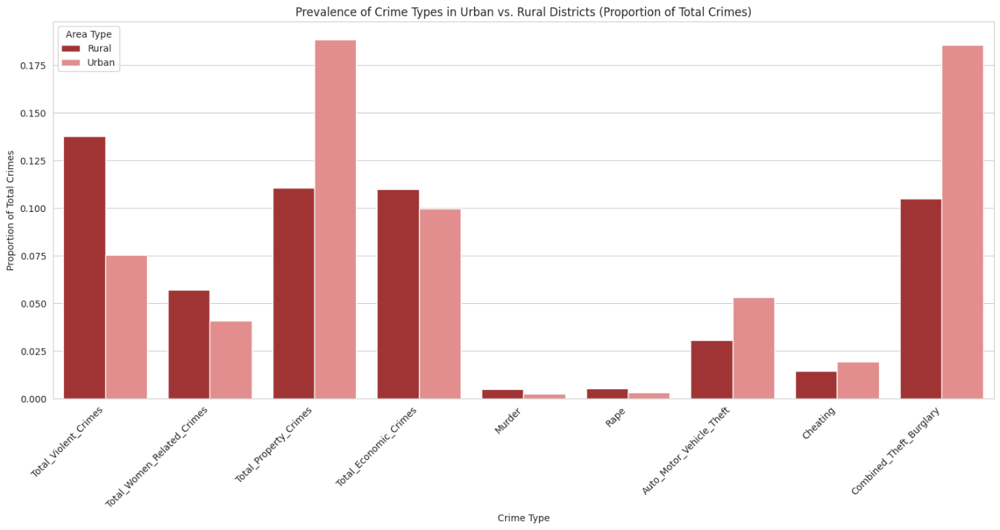 Prevalence of Crime Types in Urban vs. Rural Districts (Proportion of Total Crimes)
Area Type
Rural
Urban
Proportion of Total Crimes
0.175
0.150
0.125
0.100
0.075
0.050
0.025
0.000
Total_Violent_Crimes
Total_Women_Related_Crimes
Total_Property_Crimes
Total_Economic_Crimes
Murder
Rape
Auto_Motor_Vehicle_Theft
Cheating
Combined_Theft_Burglary
Crime Type